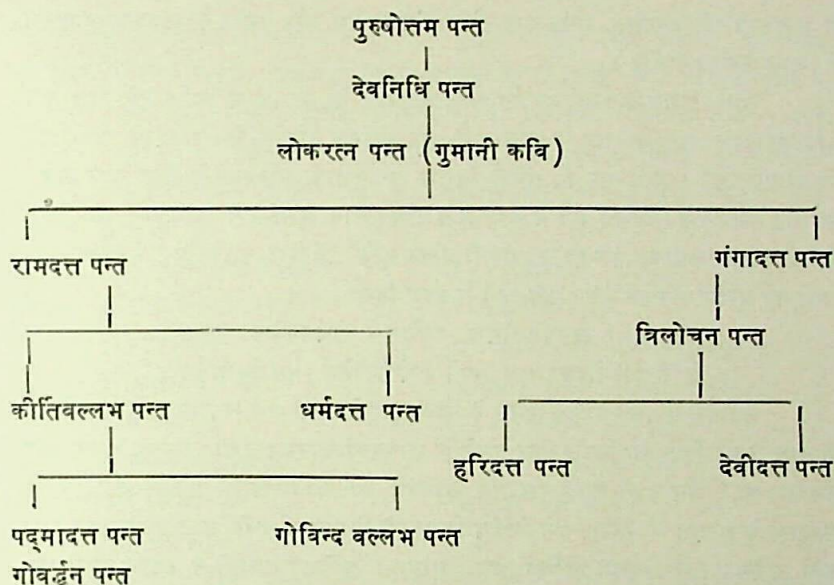 पुरुषोत्तम पन्त
देवनिधि पन्त
लोकरत्न पन्त (गुमानी कवि)
रामदत्त पन्त गंगादत्त पन्त
त्रिलोचन पन्त
कीर्तिवल्लभ पन्त धर्मदत्त पन्त
हरिदत्त पन्त देवीदत्त पन्त
पद्मादत्त पन्त गोविन्द वल्लभ पन्त
गोवर्द्धन पन्त